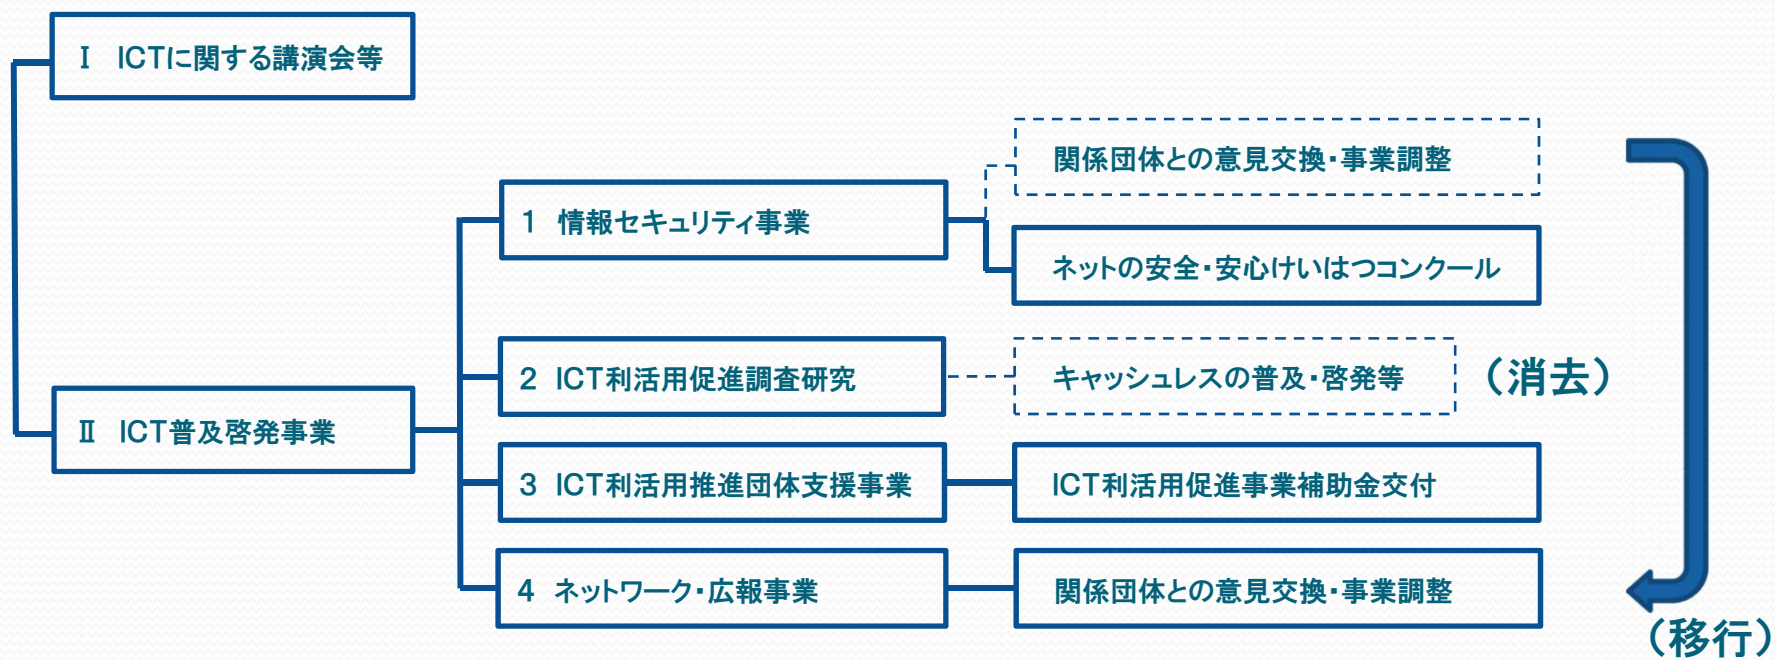 Ⅰ ICTに関する講演会等
関係団体との意見交換・事業調整
1 情報セキュリティ事業
ネットの安全・安心けいはつコンクール
2 ICT利活用促進調査研究
キャッシュレスの普及・啓発等
（消去）
Ⅱ ICT普及啓発事業
3 ICT利活用推進団体支援事業
ICT利活用促進事業補助金交付
4 ネットワーク・広報事業
関係団体との意見交換・事業調整
（移行）